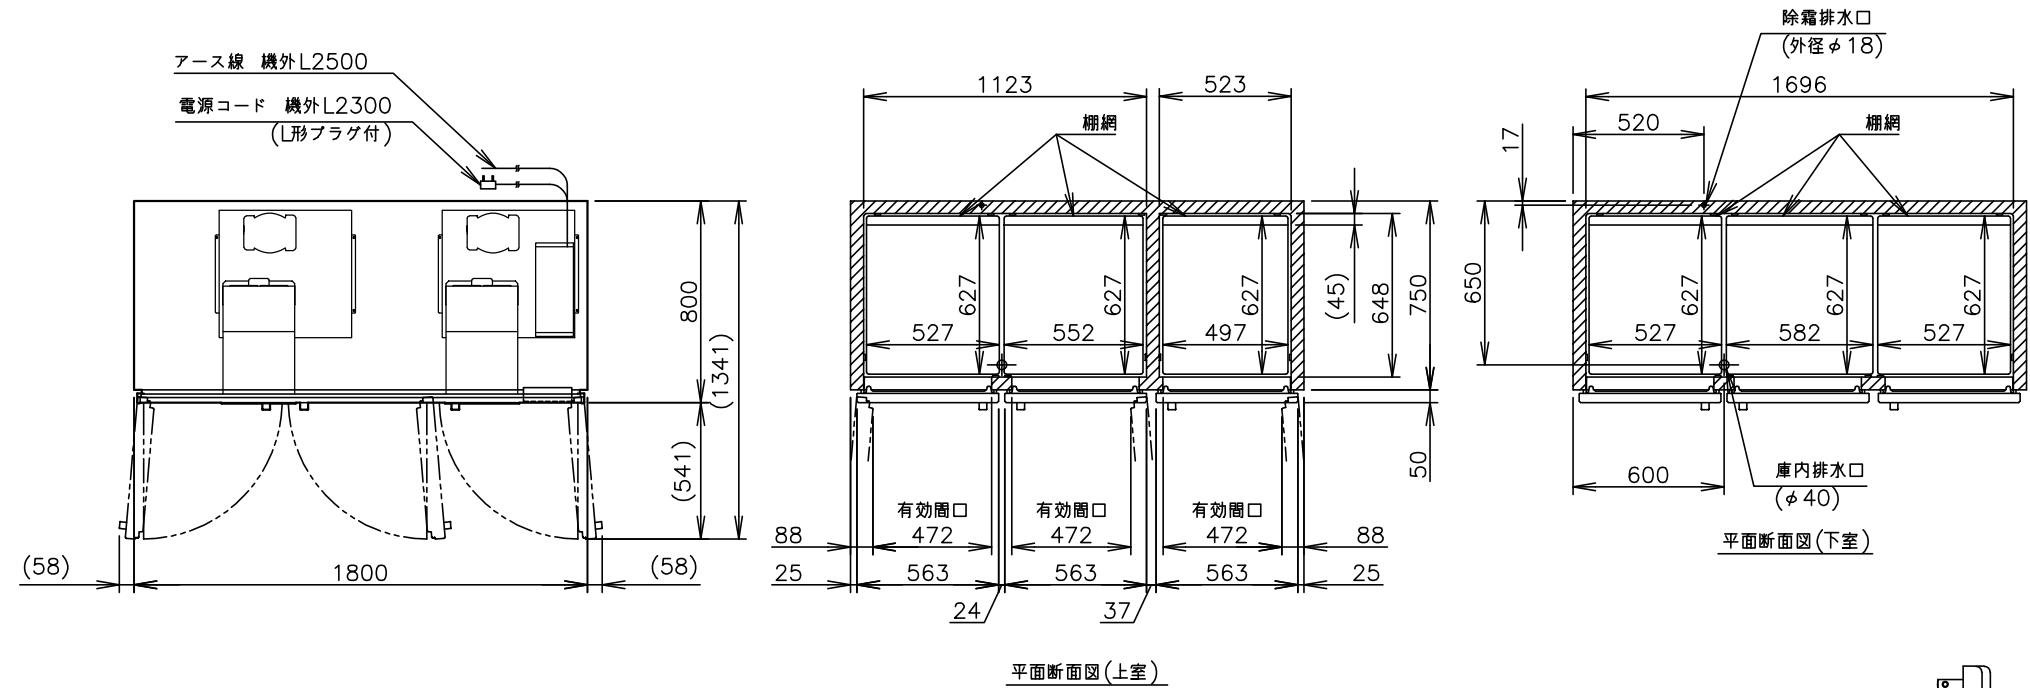 アース線 機外L2500
電源コード 機外L2300
(L形プラグ付)
800
(1341)
(541)
(58)
1800
(58)
1123
523
棚網
627
627
627
527
552
497
(45)
648
750
50
有効間口
有効間口
有効間口
88
472
472
472
88
25
563
563
563
25
24
37
平面断面図(上室)
除霜排水口
(外径φ18)
1696
520
棚網
17
650
627
627
627
527
582
527
600
庫内排水口
(φ40)
平面断面図(下室)